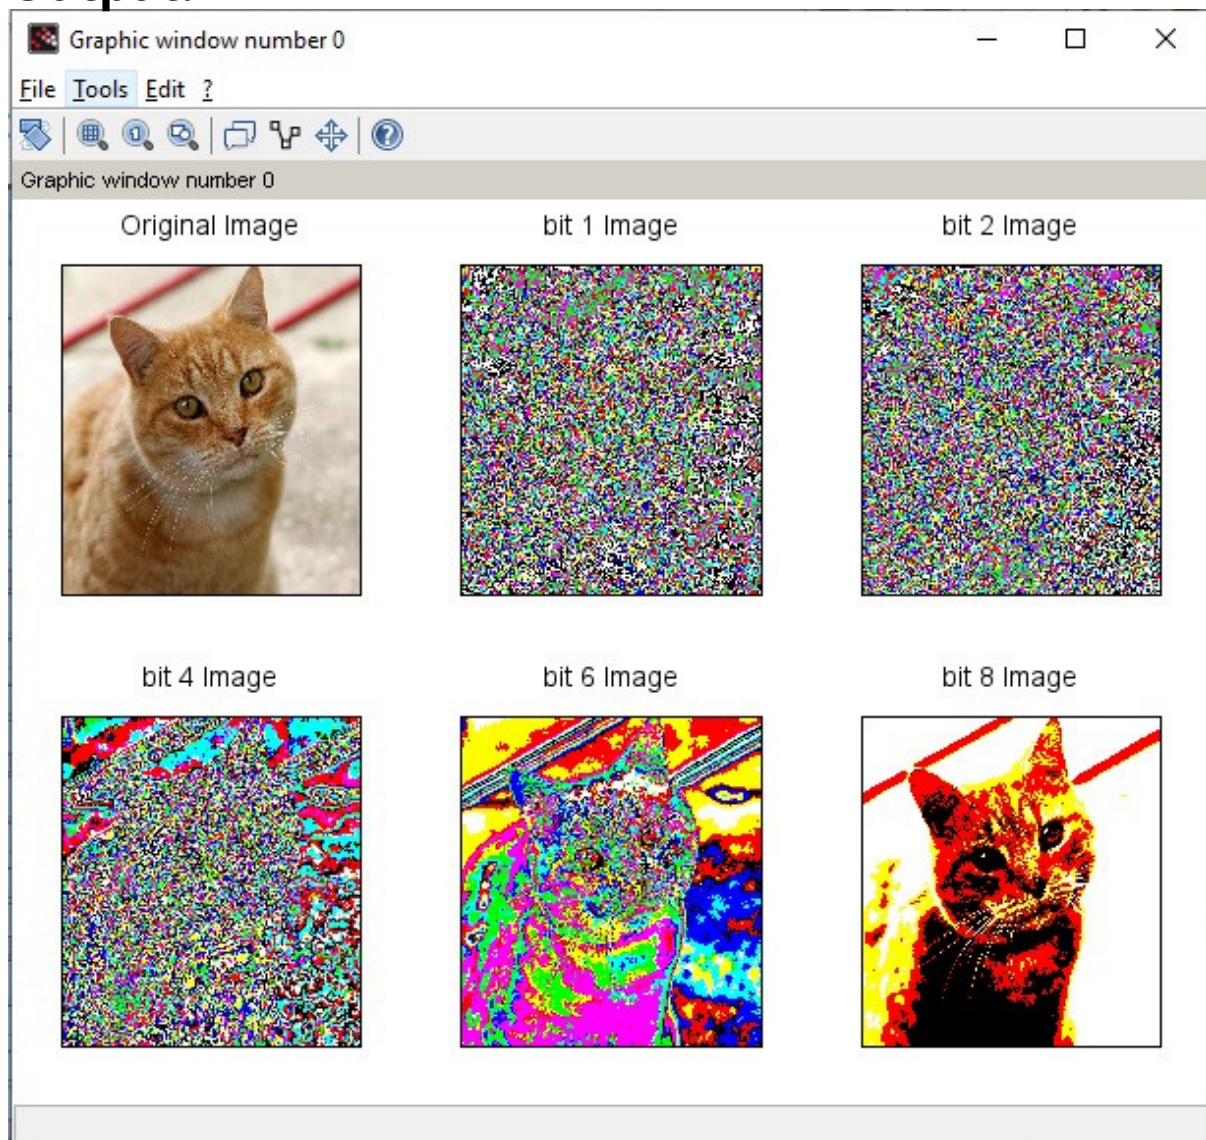 Graphic window number 0
File Tools Edit ?
Graphic window number 0
Original Image bit 1 Image bit 2 Image
bit 4 Image bit 6 Image bit 8 Image